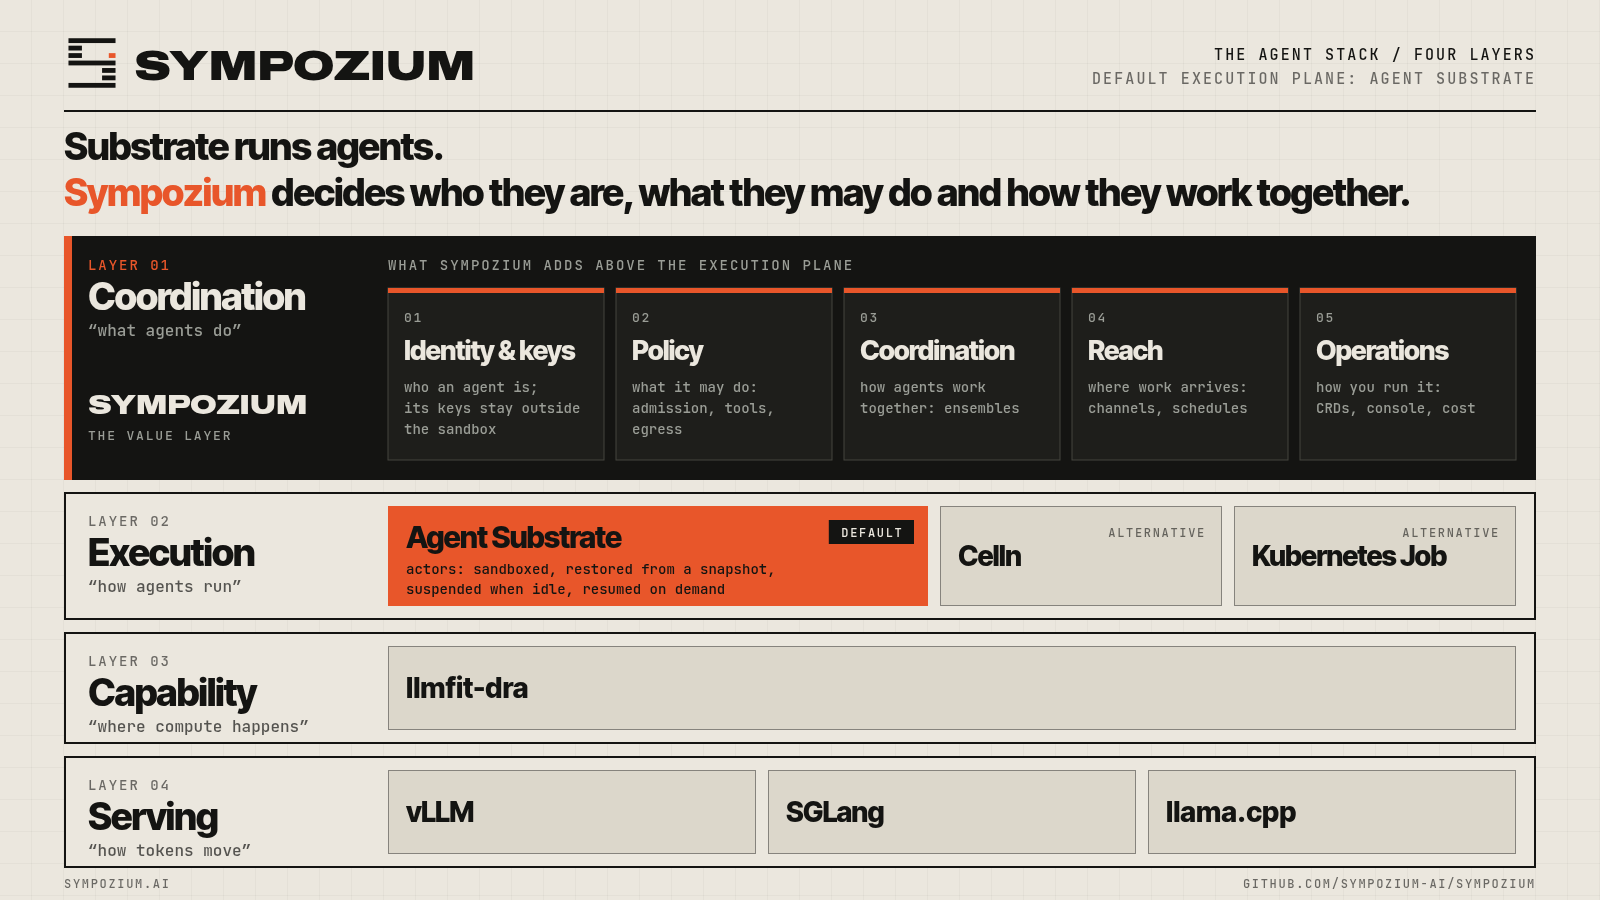 SYMPOZIUM
THE AGENT STACK / FOUR LAYERS
DEFAULT EXECUTION PLANE: AGENT SUBSTRATE
Substrate runs agents.
Sympozium decides who they are, what they may do and how they work together.
LAYER 01
Coordination
“what agents do”
SYMPOZIUM
THE VALUE LAYER
WHAT SYMPOZIUM ADDS ABOVE THE EXECUTION PLANE
01
Identity & keys
who an agent is;
its keys stay outside
the sandbox
02
Policy
what it may do:
admission, tools,
egress
03
Coordination
how agents work
together: ensembles
04
Reach
where work arrives:
channels, schedules
05
Operations
how you run it:
CRDs, console, cost
LAYER 02
Execution
“how agents run”
Agent Substrate
DEFAULT
actors: sandboxed, restored from a snapshot,
suspended when idle, resumed on demand
ALTERNATIVE
Celln
ALTERNATIVE
Kubernetes Job
LAYER 03
Capability
“where compute happens”
llmfit-dra
LAYER 04
Serving
“how tokens move”
vLLM
SGLang
llama.cpp
SYMPOZIUM.AI
GITHUB.COM/SYMPOZIUM-AI/SYMPOZIUM